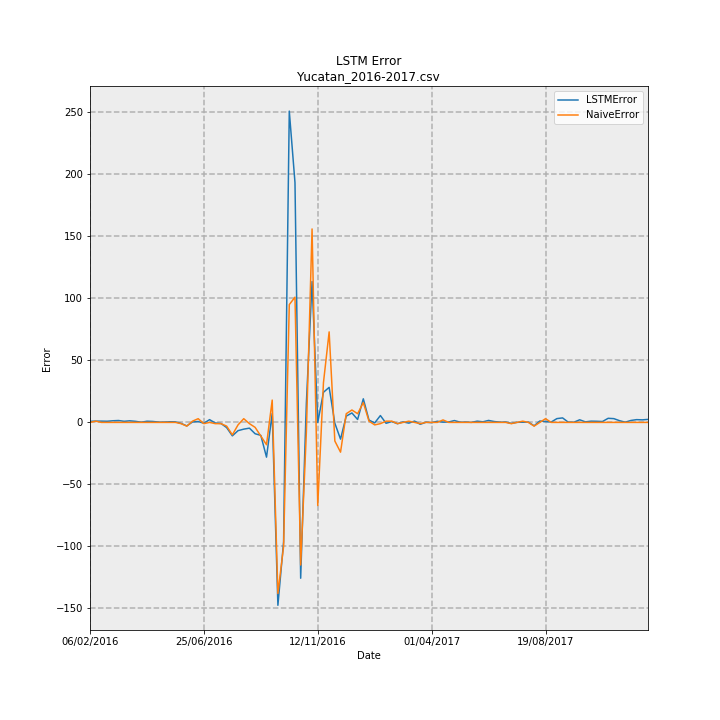 LSTM Error
Yucatan_2016-2017.csv
LSTMError
NaiveError
250
200
150
100
50
0
−50
−100
−150
Error
06/02/2016
25/06/2016
12/11/2016
01/04/2017
19/08/2017
Date